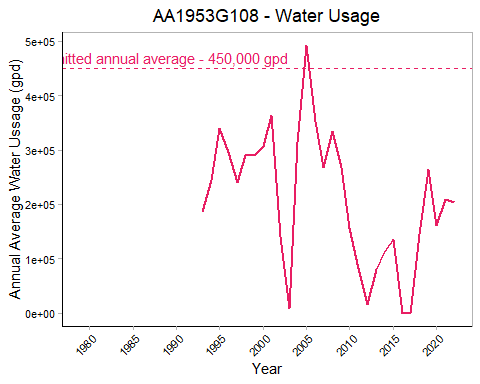 AA1953G108 - Water Usage
5e+05
itted annual average - 450,000 gpd
4e+05
3e+05
2e+05
1e+05
0e+00
Annual Average Water Ussage (gpd)
1980 1985 1990 1995 2000 2005 2010 2015 2020
Year